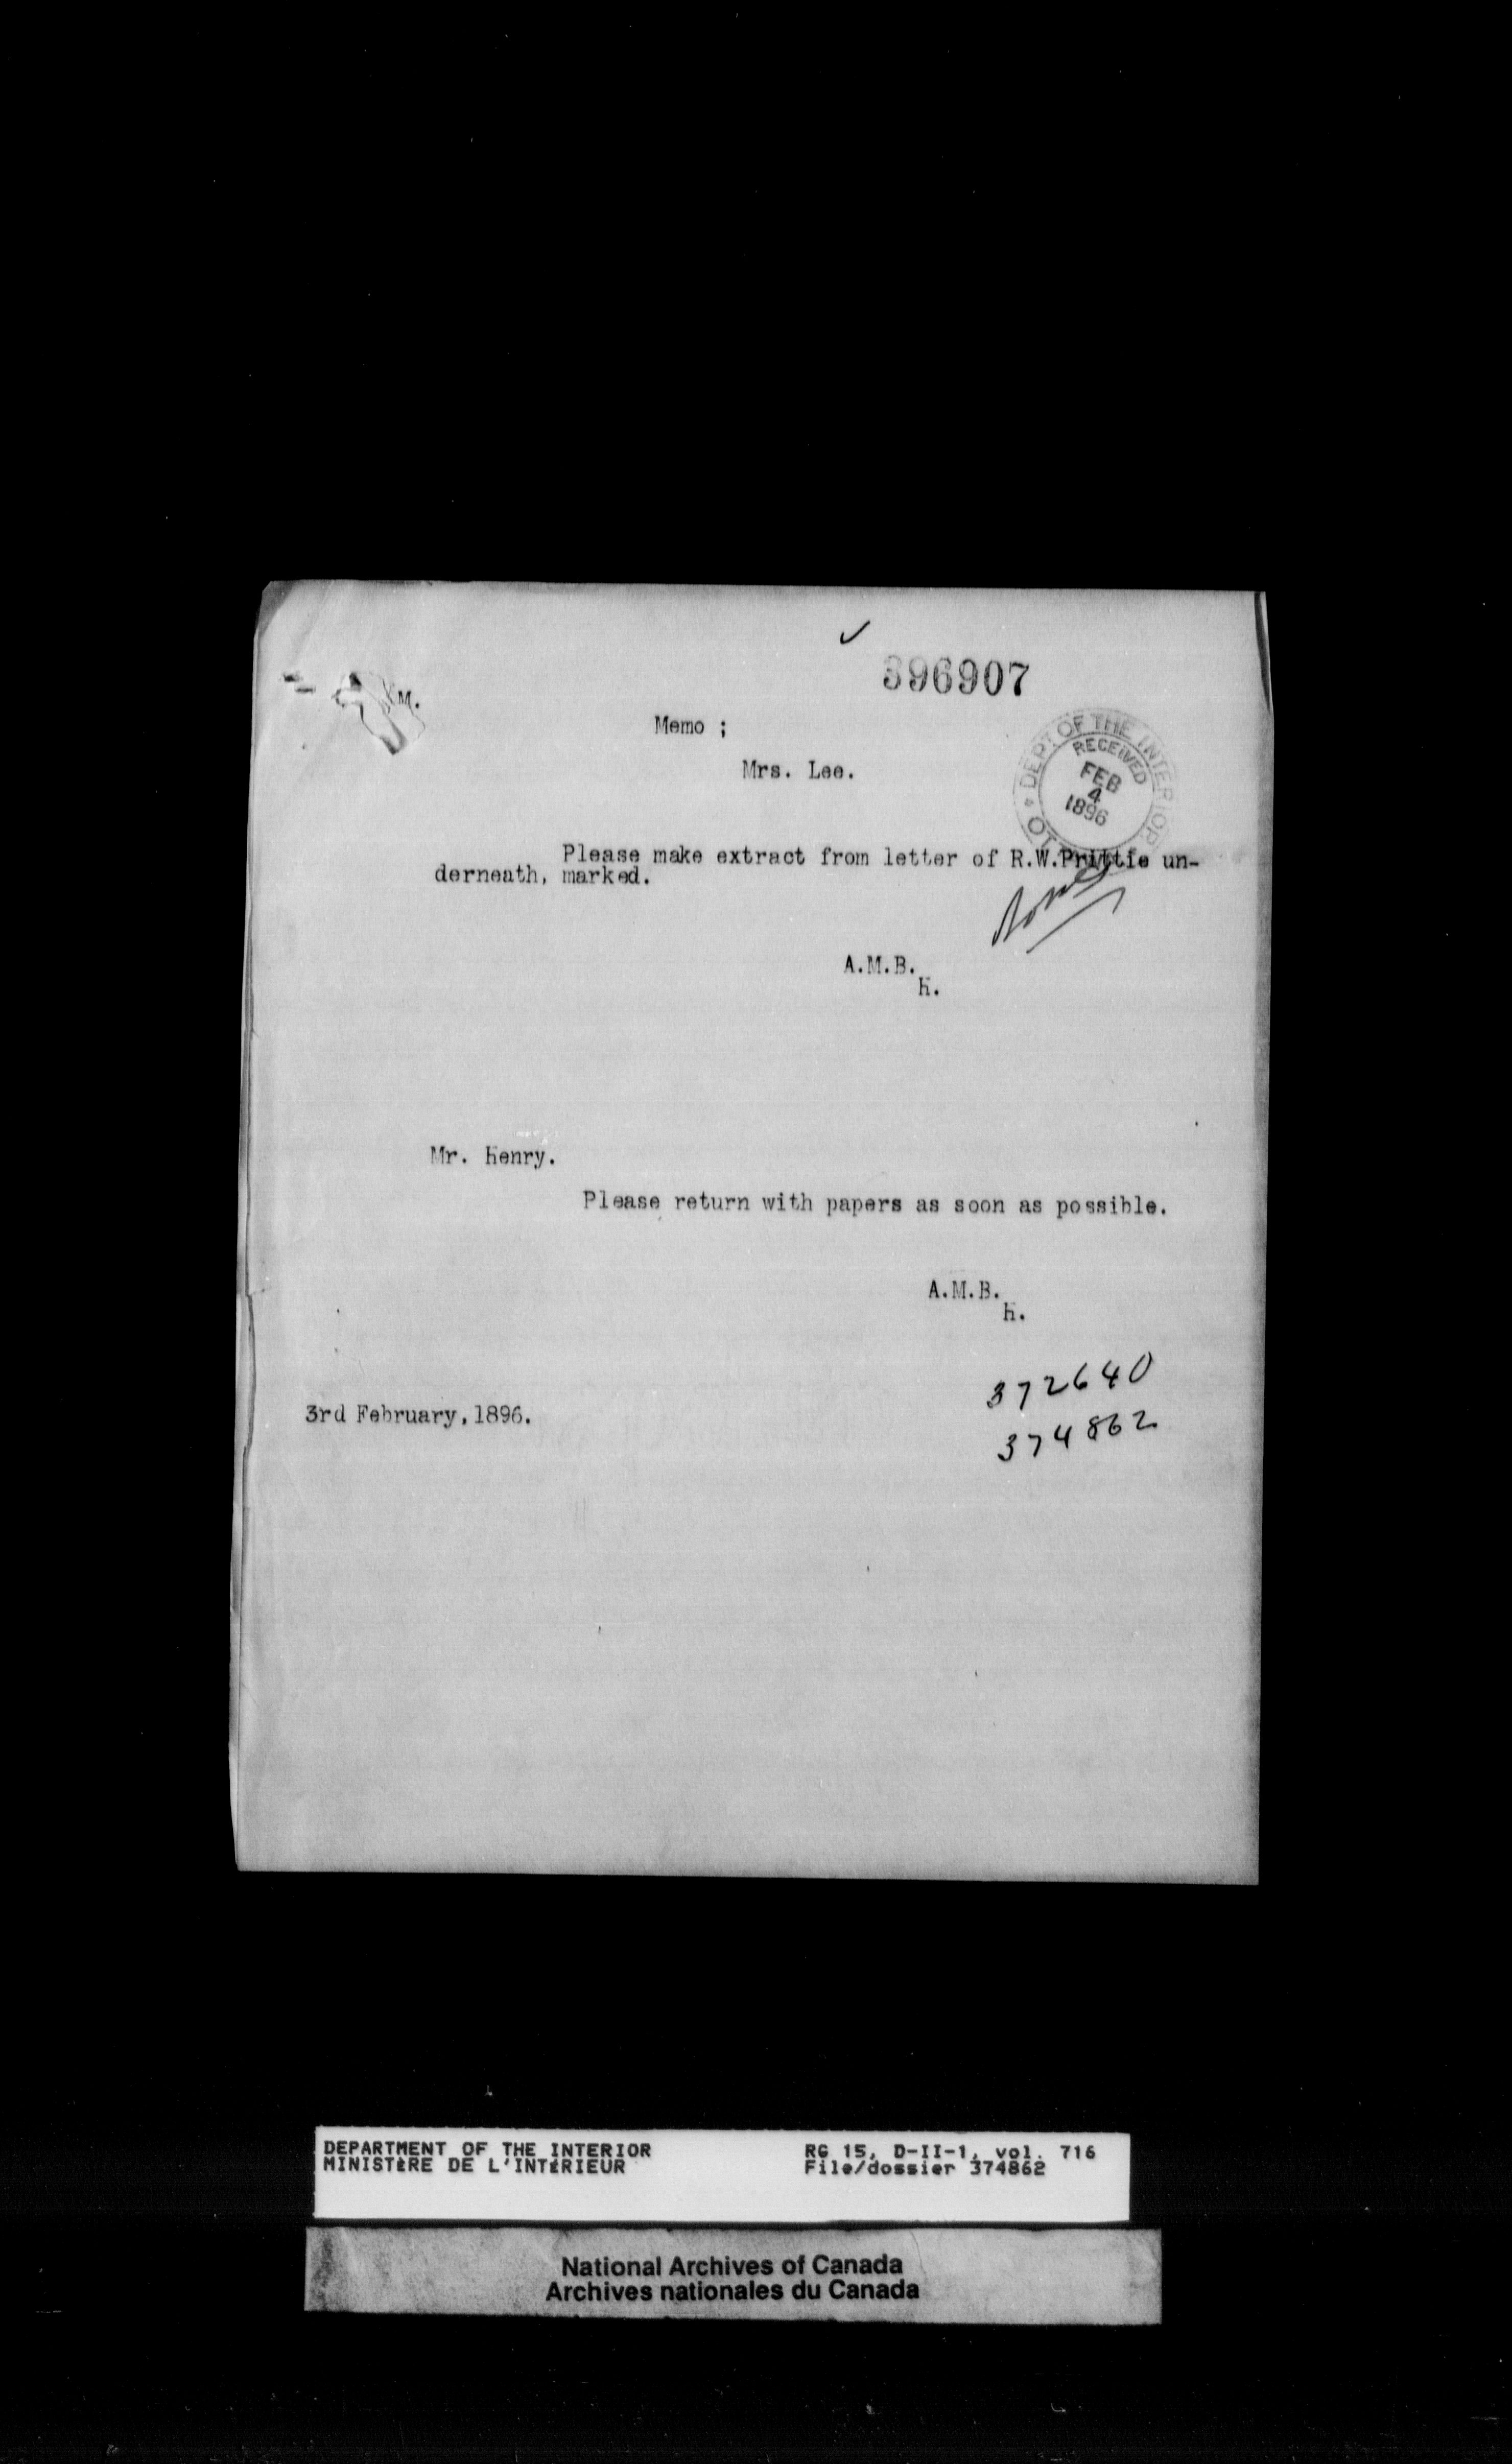 396907
M.
Memo ;
Mrs. Lee.
DEPT OF THE INTERIOR
RECEIVED
FEB
4
1896
Please make extract from letter of R.W.Prittie un-
derneath, marked.
Done
A.M.B.
H.
Mr. Henry.
Please return with papers as soon as possible.
A.M.B.
H.
372640
3rd February, 1896.
374862
DEPARTMENT OF THE INTERIOR
MINISTÈRE DE L'INTÉRIEUR
RG 15, D-II-1, vol. 716
File/dossier 374862
National Archives of Canada
Archives nationales du Canada